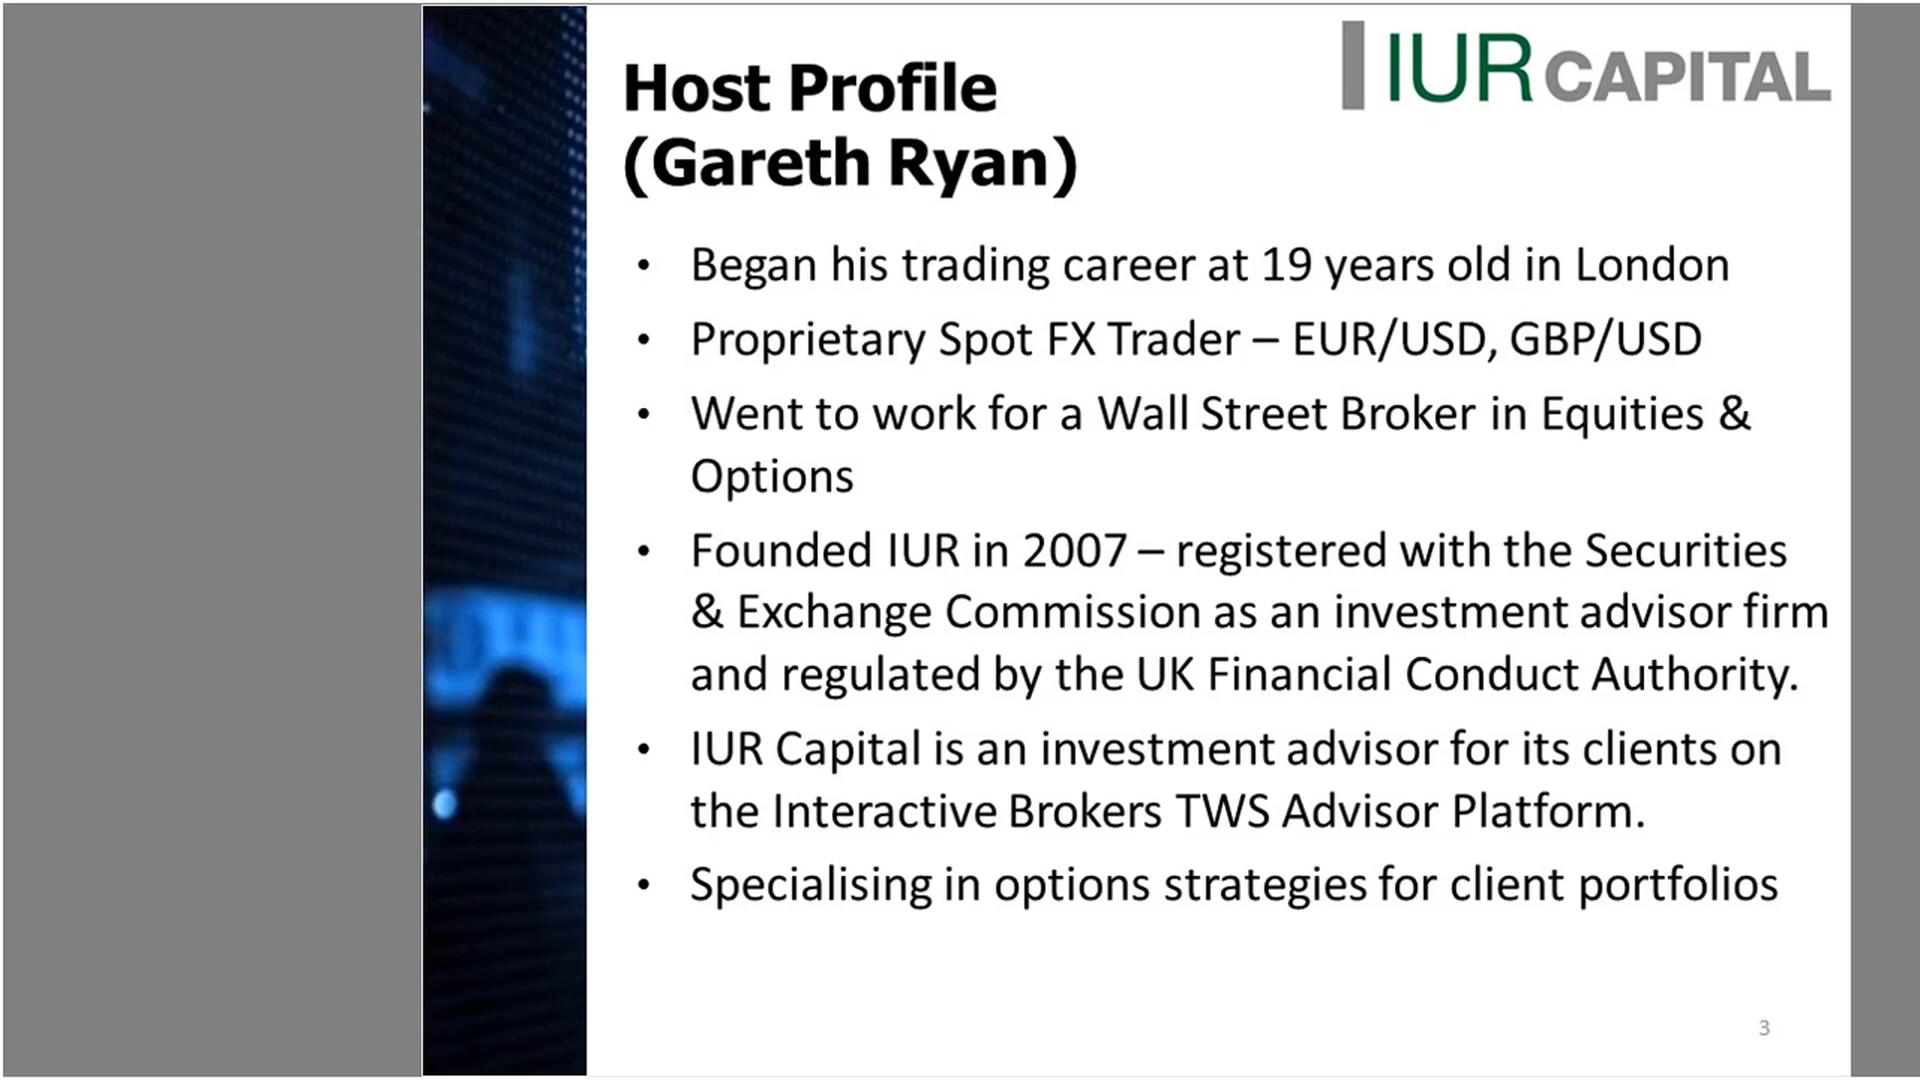 IUR CAPITAL
Host Profile
(Gareth Ryan)
• Began his trading career at 19 years old in London
• Proprietary Spot FX Trader – EUR/USD, GBP/USD
• Went to work for a Wall Street Broker in Equities &
Options
• Founded IUR in 2007 – registered with the Securities
& Exchange Commission as an investment advisor firm
and regulated by the UK Financial Conduct Authority.
• IUR Capital is an investment advisor for its clients on
the Interactive Brokers TWS Advisor Platform.
• Specialising in options strategies for client portfolios
3